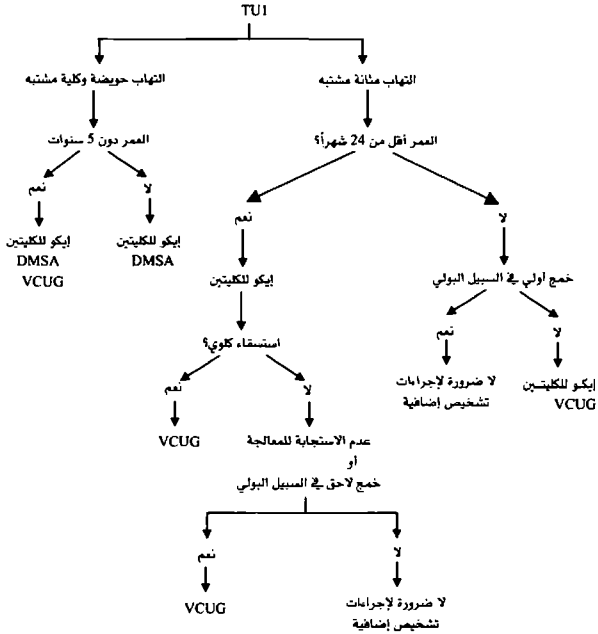 TU1
التهاب حويضة وكلية مشتبه
التهاب مثانة مشتبه
العمر دون 5 سنوات
العمر أقل من 24 شهراً؟
نعم
لا
نعم
لا
إيكو للكليتين
DMSA
VCUG
إيكو للكليتين
DMSA
إيكو للكليتين
خمج أولي في السبيل البولي
استسقاء كلوي؟
نعم
لا
لا ضرورة لإجراءات
تشخيص إضافية
إيكو للكليتين
VCUG
نعم
لا
VCUG
عدم الاستجابة للمعالجة
أو
خمج لاحق في السبيل البولي
نعم
لا
VCUG
لا ضرورة لإجراءات
تشخيص إضافية